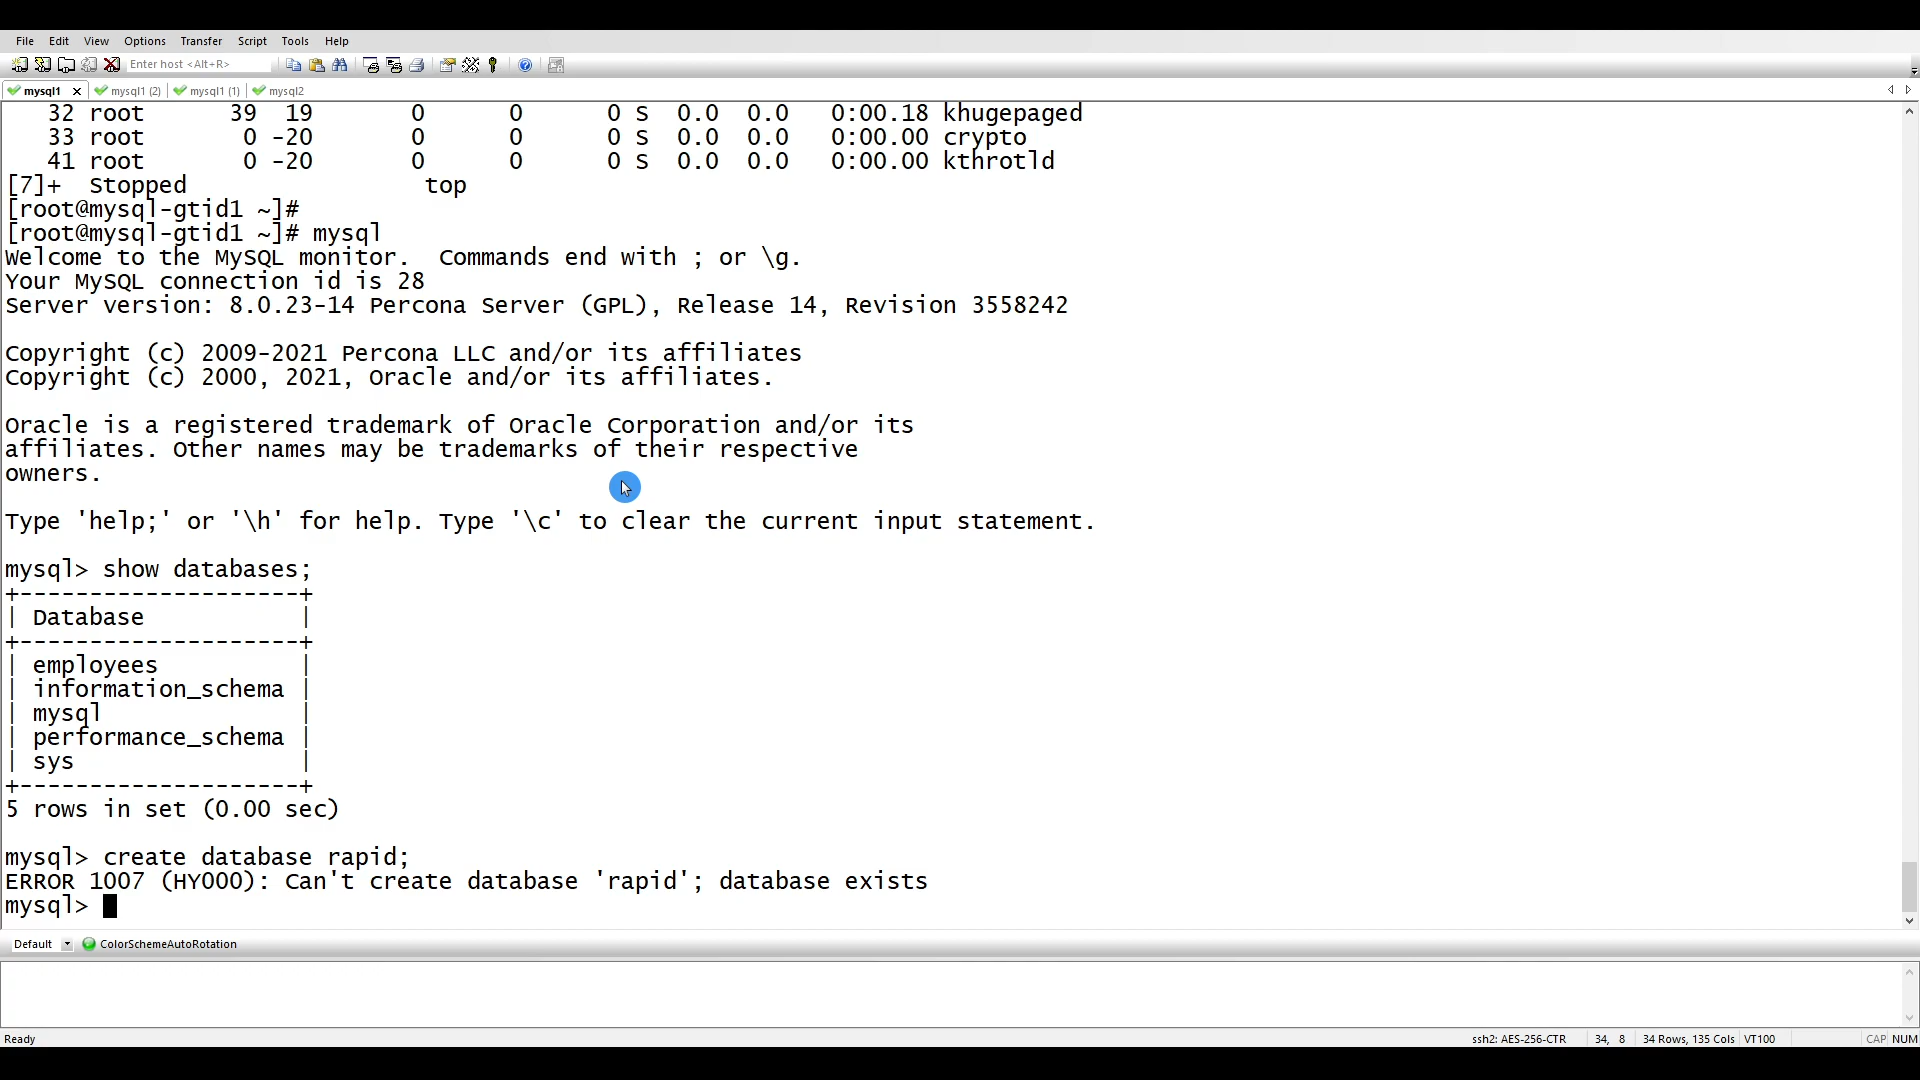 File Edit View Options Transfer Script Tools Help
Enter host <Alt+R>
mysql1 mysql1 (2) mysql1 (1) mysql2
32 root 39 19 0 0 0 S 0.0 0.0 0:00.18 khugepaged
33 root 0 -20 0 0 0 S 0.0 0.0 0:00.00 crypto
41 root 0 -20 0 0 0 S 0.0 0.0 0:00.00 kthrotld
[7]+ Stopped top
[root@mysql-gtid1 ~]#
[root@mysql-gtid1 ~]# mysql
Welcome to the MySQL monitor. Commands end with ; or \g.
Your MySQL connection id is 28
Server version: 8.0.23-14 Percona Server (GPL), Release 14, Revision 3558242
Copyright (c) 2009-2021 Percona LLC and/or its affiliates
Copyright (c) 2000, 2021, Oracle and/or its affiliates.
Oracle is a registered trademark of Oracle Corporation and/or its
affiliates. Other names may be trademarks of their respective
owners.
Type 'help;' or '\h' for help. Type '\c' to clear the current input statement.
mysql> show databases;
+--------------------+
| Database |
+--------------------+
| employees |
| information_schema |
| mysql |
| performance_schema |
| sys |
+--------------------+
5 rows in set (0.00 sec)
mysql> create database rapid;
ERROR 1007 (HY000): Can't create database 'rapid'; database exists
mysql>
Default ColorSchemeAutoRotation
Ready ssh2: AES-256-CTR 34, 8 34 Rows, 135 Cols VT100 CAP NUM